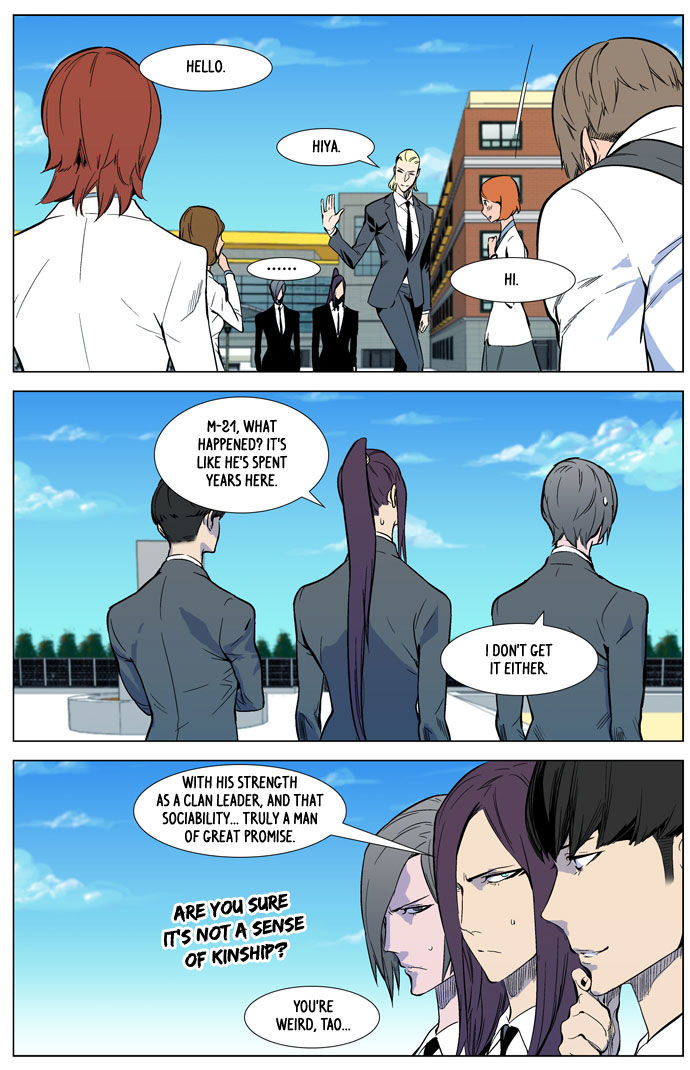 HELLO.
HIYA.
......
HI.
M-21, WHAT
HAPPENED? IT'S
LIKE HE'S SPENT
YEARS HERE.
I DON'T GET
IT EITHER.
WITH HIS STRENGTH
AS A CLAN LEADER, AND THAT
SOCIABILITY... TRULY A MAN
OF GREAT PROMISE.
ARE YOU SURE
IT'S NOT A SENSE
OF KINSHIP?
YOU'RE
WEIRD, TAO...